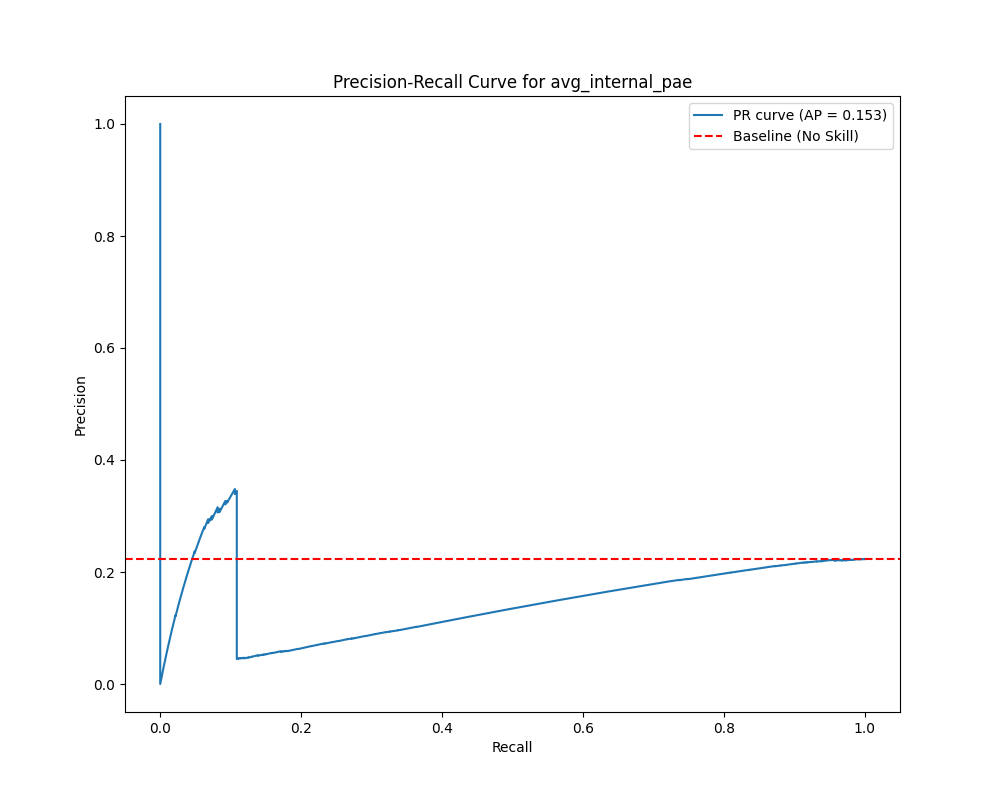 Precision-Recall Curve for avg_internal_pae
PR curve (AP = 0.153)
Baseline (No Skill)
Precision
1.0
0.8
0.6
0.4
0.2
0.0
0.0 0.2 0.4 0.6 0.8 1.0
Recall